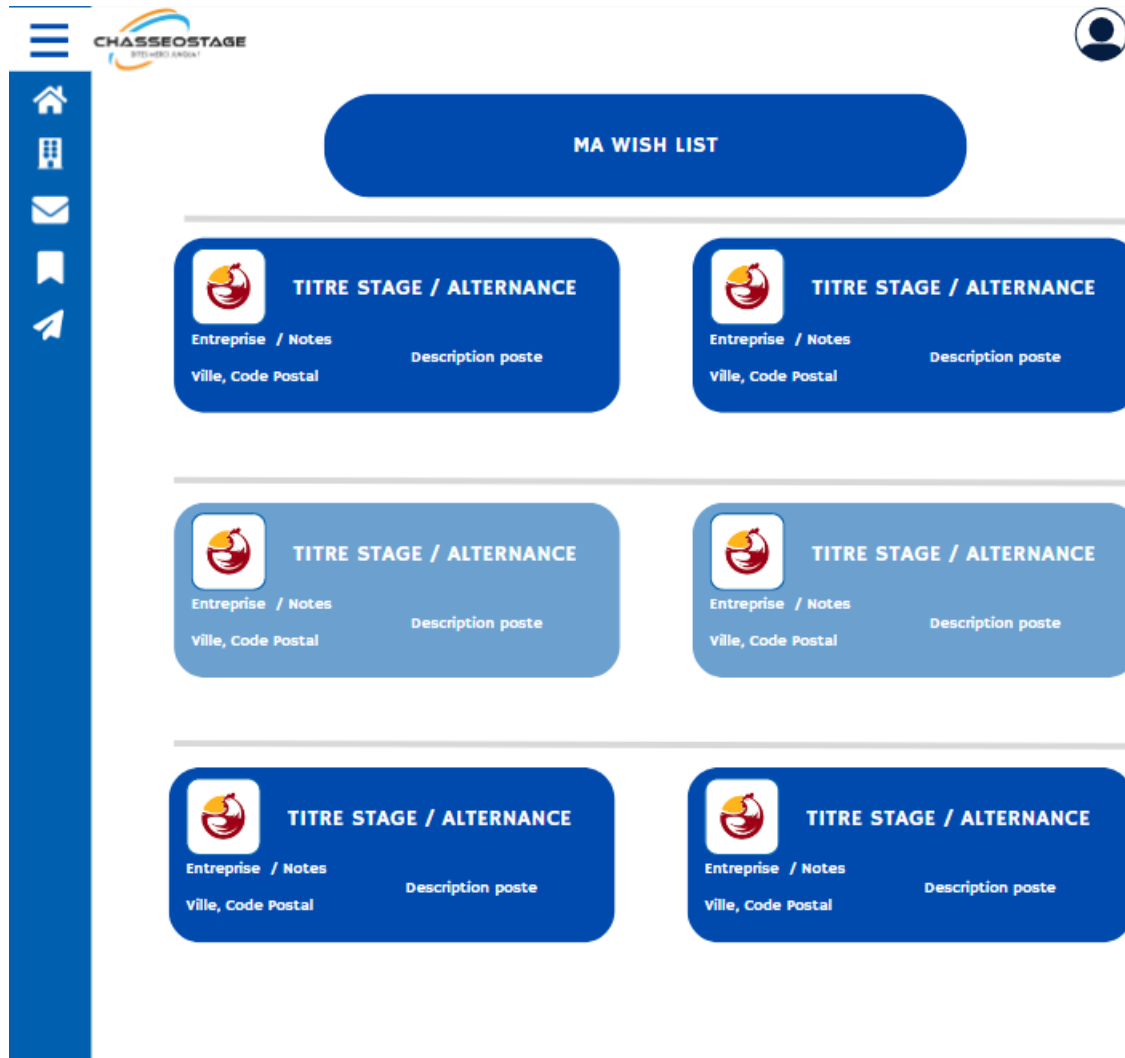 CHASSEOSTAGE
MA WISH LIST
TITRE STAGE / ALTERNANCE
Entreprise / Notes
Description poste
Ville, Code Postal
TITRE STAGE / ALTERNANCE
Entreprise / Notes
Description poste
Ville, Code Postal
TITRE STAGE / ALTERNANCE
Entreprise / Notes
Description poste
Ville, Code Postal
TITRE STAGE / ALTERNANCE
Entreprise / Notes
Description poste
Ville, Code Postal
TITRE STAGE / ALTERNANCE
Entreprise / Notes
Description poste
Ville, Code Postal
TITRE STAGE / ALTERNANCE
Entreprise / Notes
Description poste
Ville, Code Postal